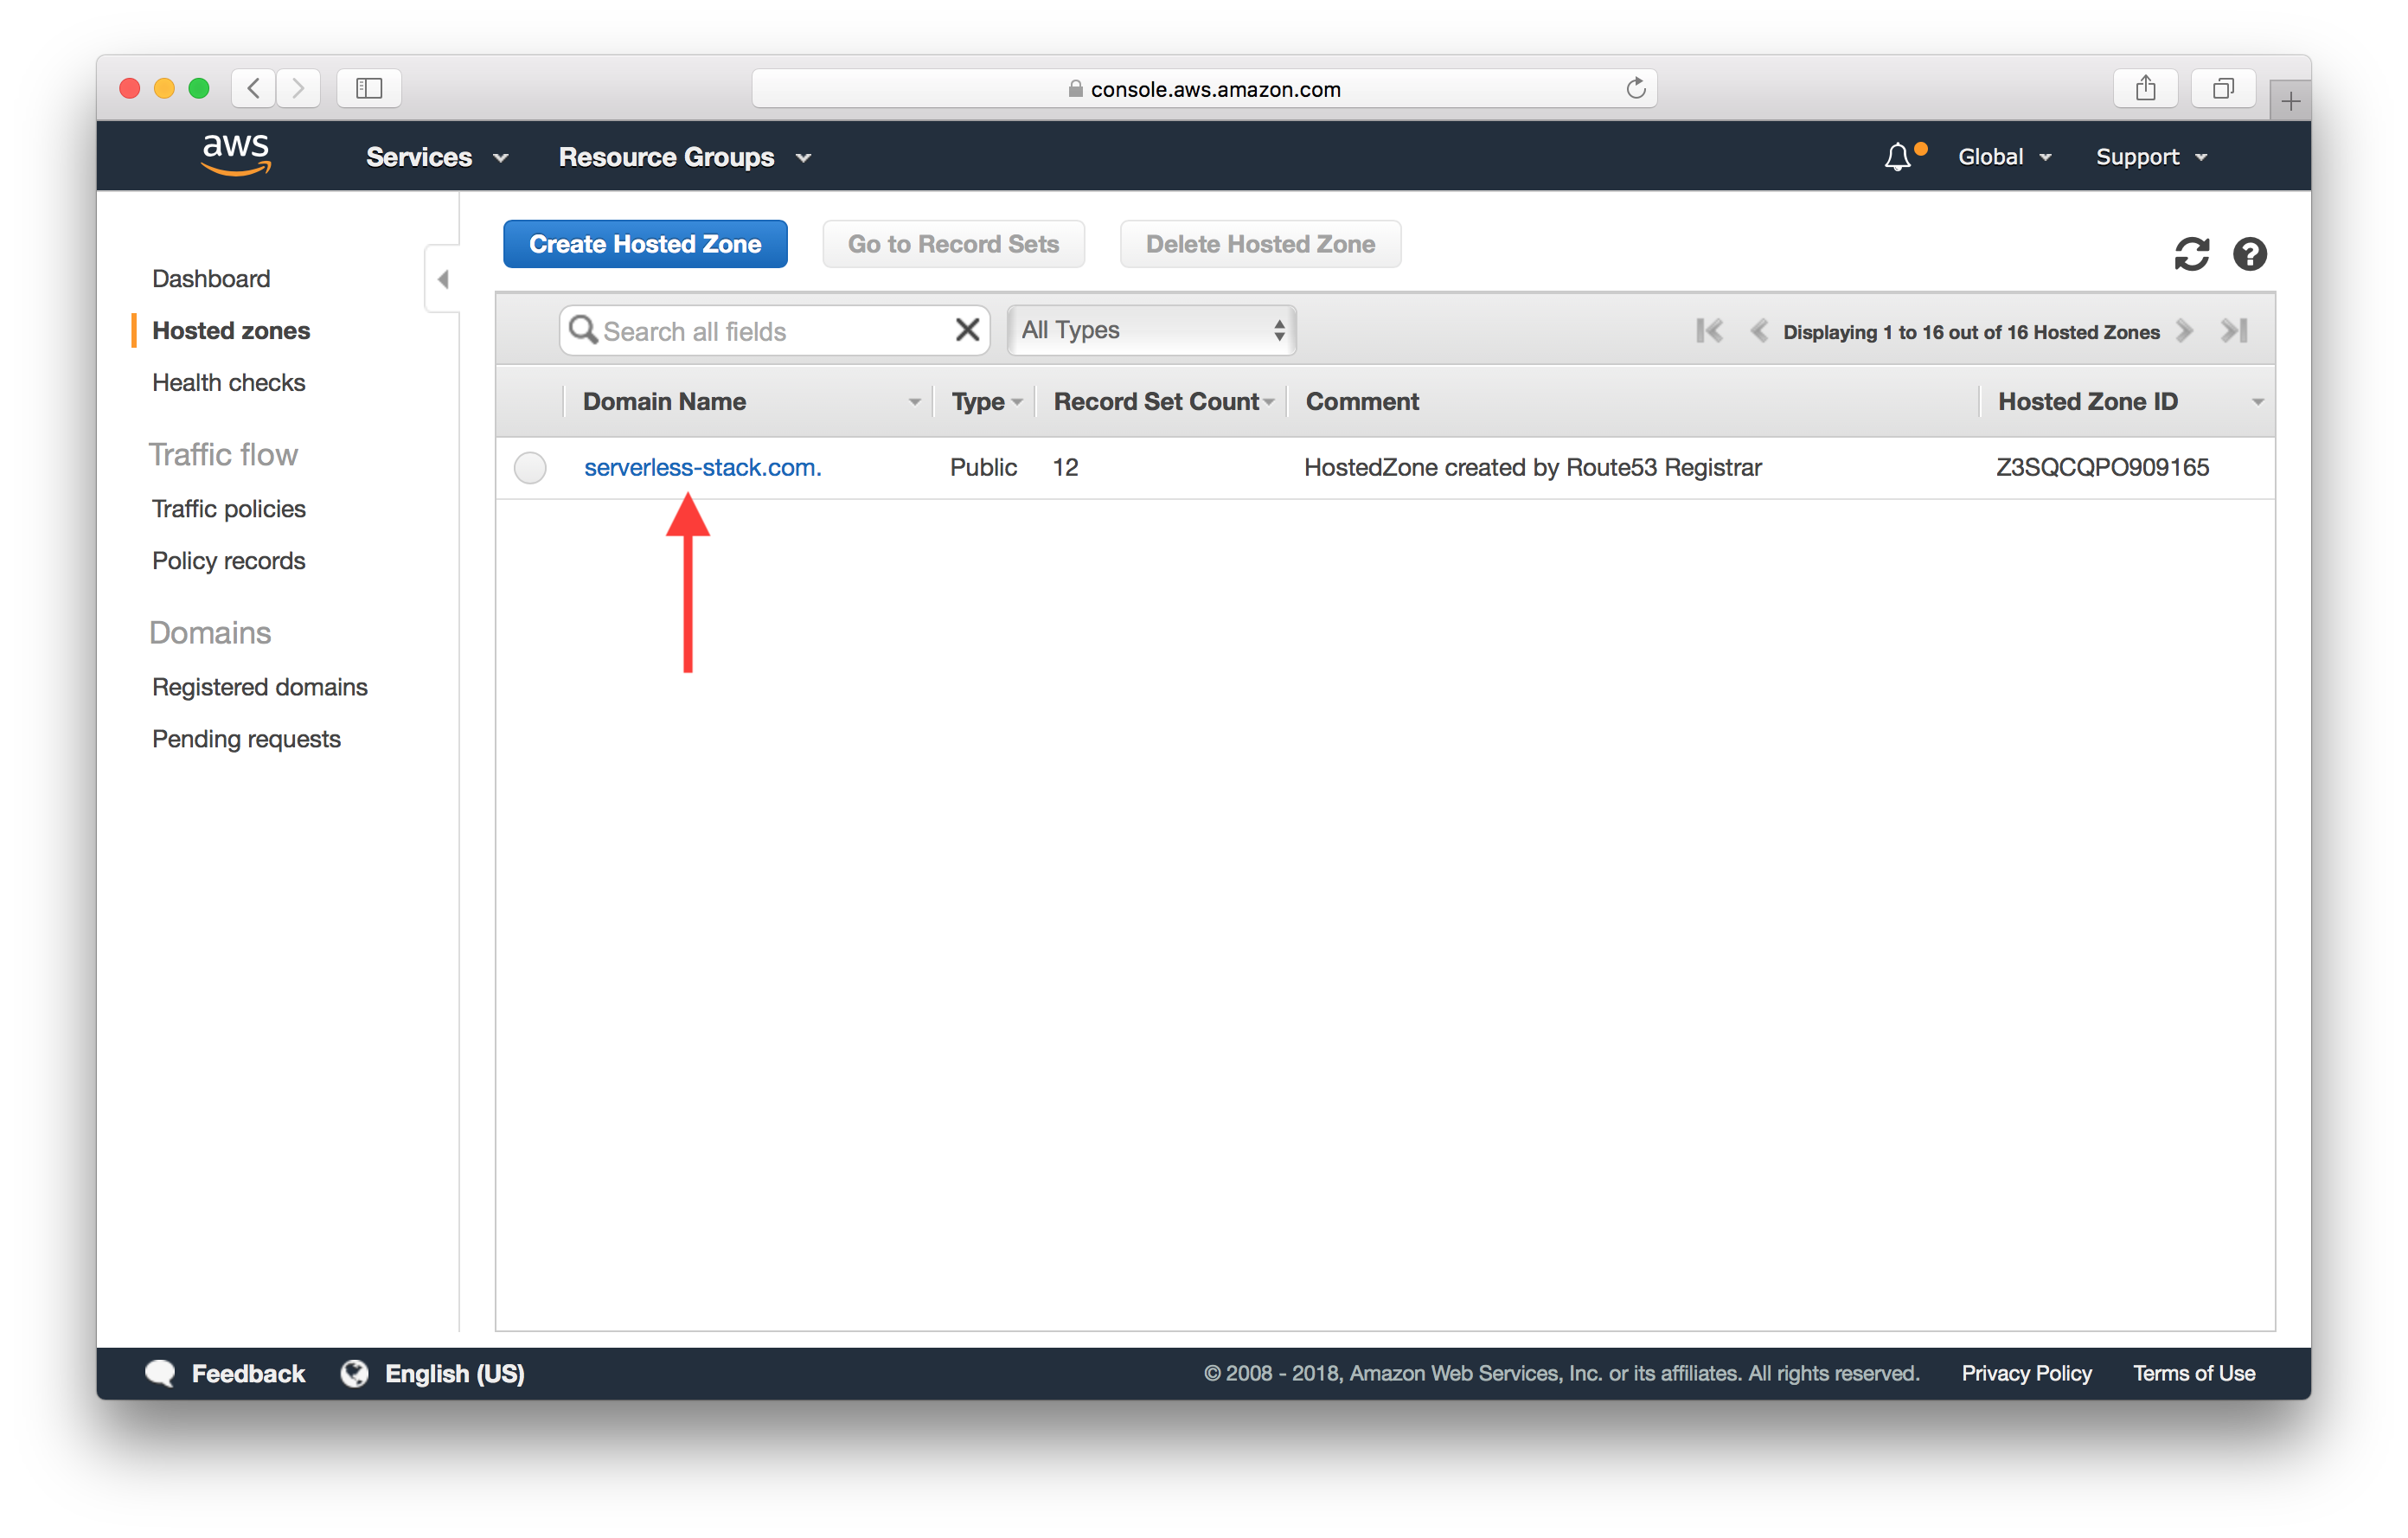 console.aws.amazon.com
aws Services Resource Groups Global Support
Create Hosted Zone Go to Record Sets Delete Hosted Zone
Dashboard
Hosted zones
Health checks
Traffic flow
Traffic policies
Policy records
Domains
Registered domains
Pending requests
Search all fields All Types Displaying 1 to 16 out of 16 Hosted Zones
Domain Name Type Record Set Count Comment Hosted Zone ID
serverless-stack.com. Public 12 HostedZone created by Route53 Registrar Z3SQCQPO909165
Feedback English (US) © 2008 - 2018, Amazon Web Services, Inc. or its affiliates. All rights reserved. Privacy Policy Terms of Use